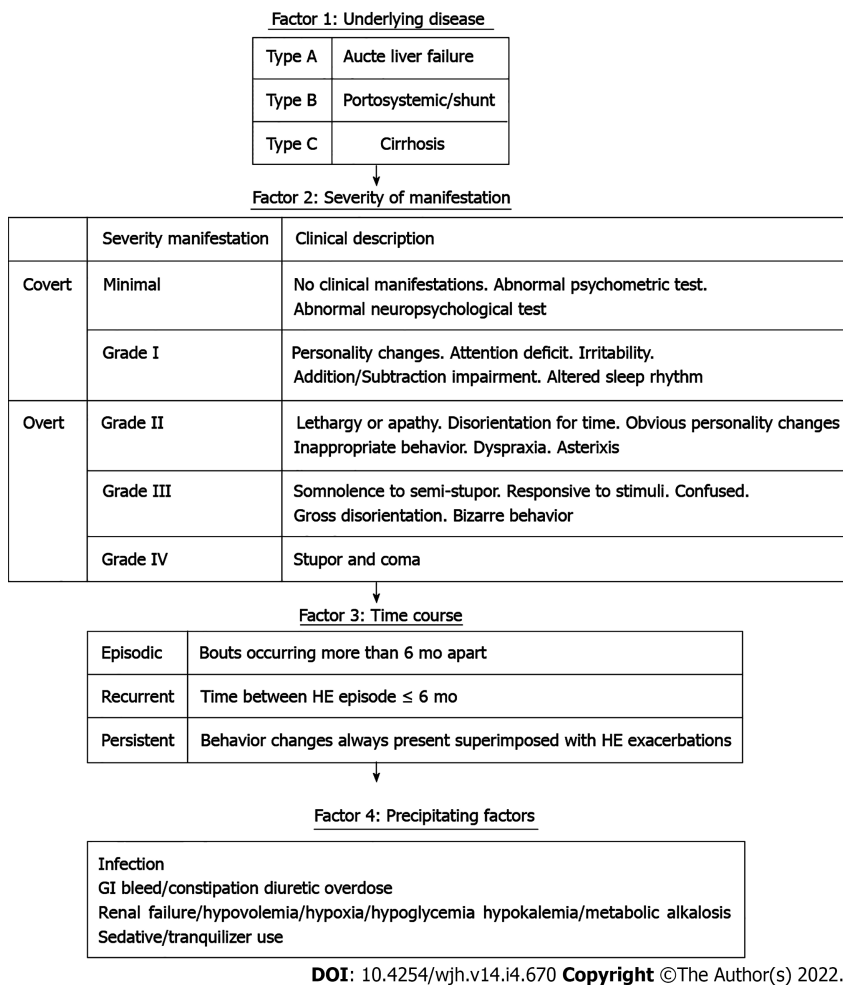 Factor 1: Underlying disease
Type A Aucte liver failure
Type B Portosystemic/shunt
Type C Cirrhosis
Factor 2: Severity of manifestation
Severity manifestation Clinical description
Covert Minimal No clinical manifestations. Abnormal psychometric test.
Abnormal neuropsychological test
Grade I Personality changes. Attention deficit. Irritability.
Addition/Subtraction impairment. Altered sleep rhythm
Overt Grade II Lethargy or apathy. Disorientation for time. Obvious personality changes
Inappropriate behavior. Dyspraxia. Asterixis
Grade III Somnolence to semi-stupor. Responsive to stimuli. Confused.
Gross disorientation. Bizarre behavior
Grade IV Stupor and coma
Factor 3: Time course
Episodic Bouts occurring more than 6 mo apart
Recurrent Time between HE episode ≤ 6 mo
Persistent Behavior changes always present superimposed with HE exacerbations
Factor 4: Precipitating factors
Infection
GI bleed/constipation diuretic overdose
Renal failure/hypovolemia/hypoxia/hypoglycemia hypokalemia/metabolic alkalosis
Sedative/tranquilizer use
DOI: 10.4254/wjh.v14.i4.670 Copyright ©The Author(s) 2022.